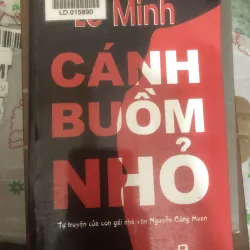 LD:015890
Lê Minh
CÁNH
BUỒM
NHỎ
Tự truyện của con gái nhà văn Nguyễn Công Hoan